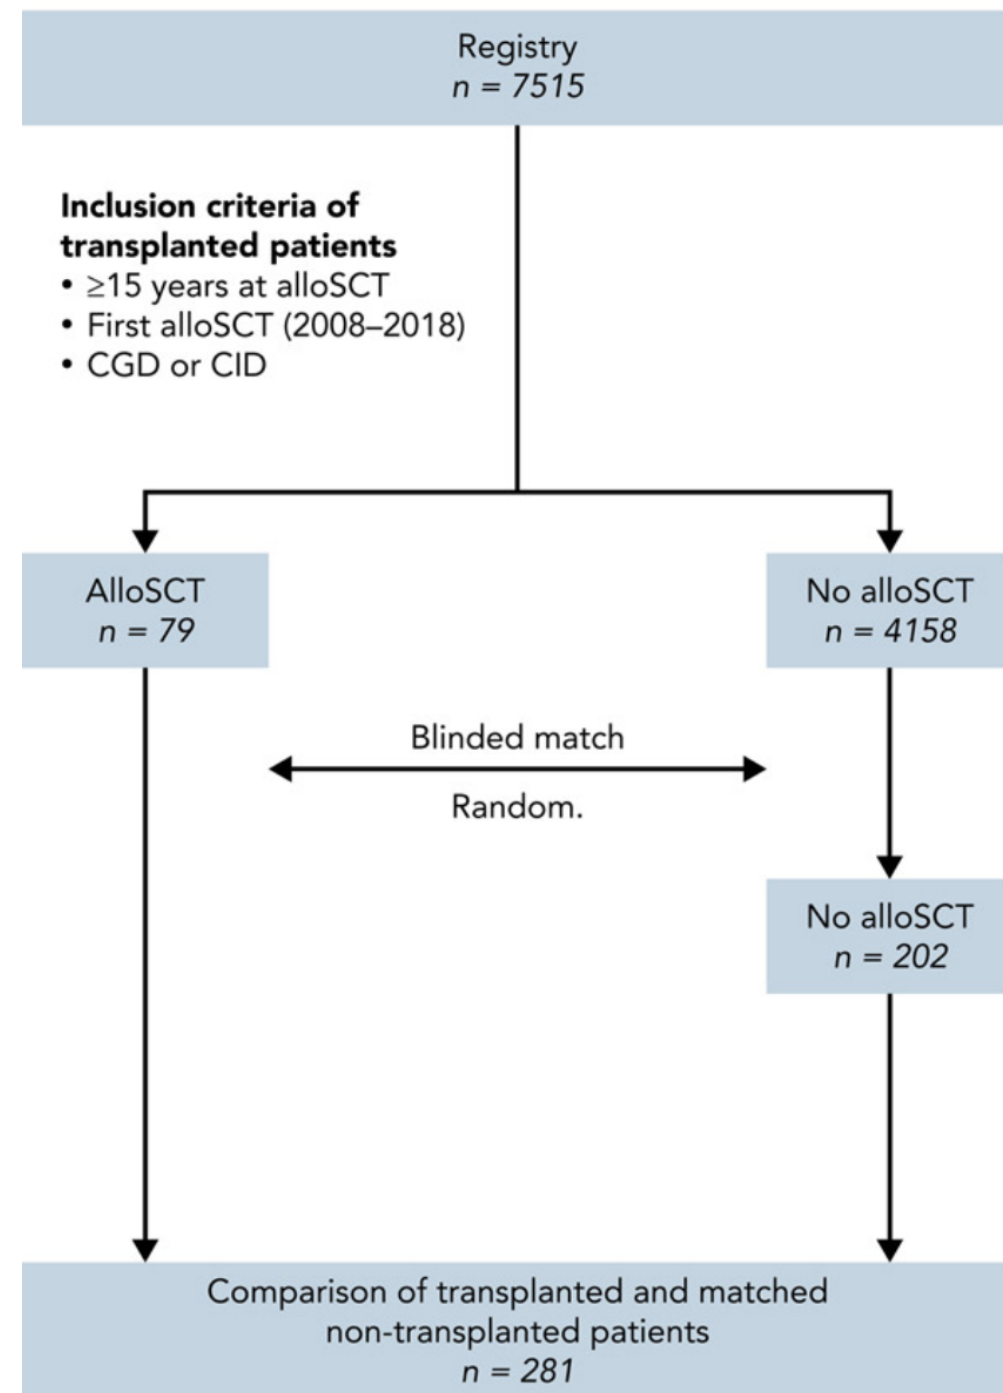 Registry
n = 7515
Inclusion criteria of
transplanted patients
• ≥15 years at alloSCT
• First alloSCT (2008–2018)
• CGD or CID
AlloSCT
n = 79
No alloSCT
n = 4158
Blinded match
Random.
No alloSCT
n = 202
Comparison of transplanted and matched
non-transplanted patients
n = 281